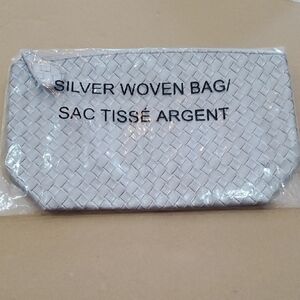 SILVER WOVEN BAG/
SAC TISSÉ ARGENT